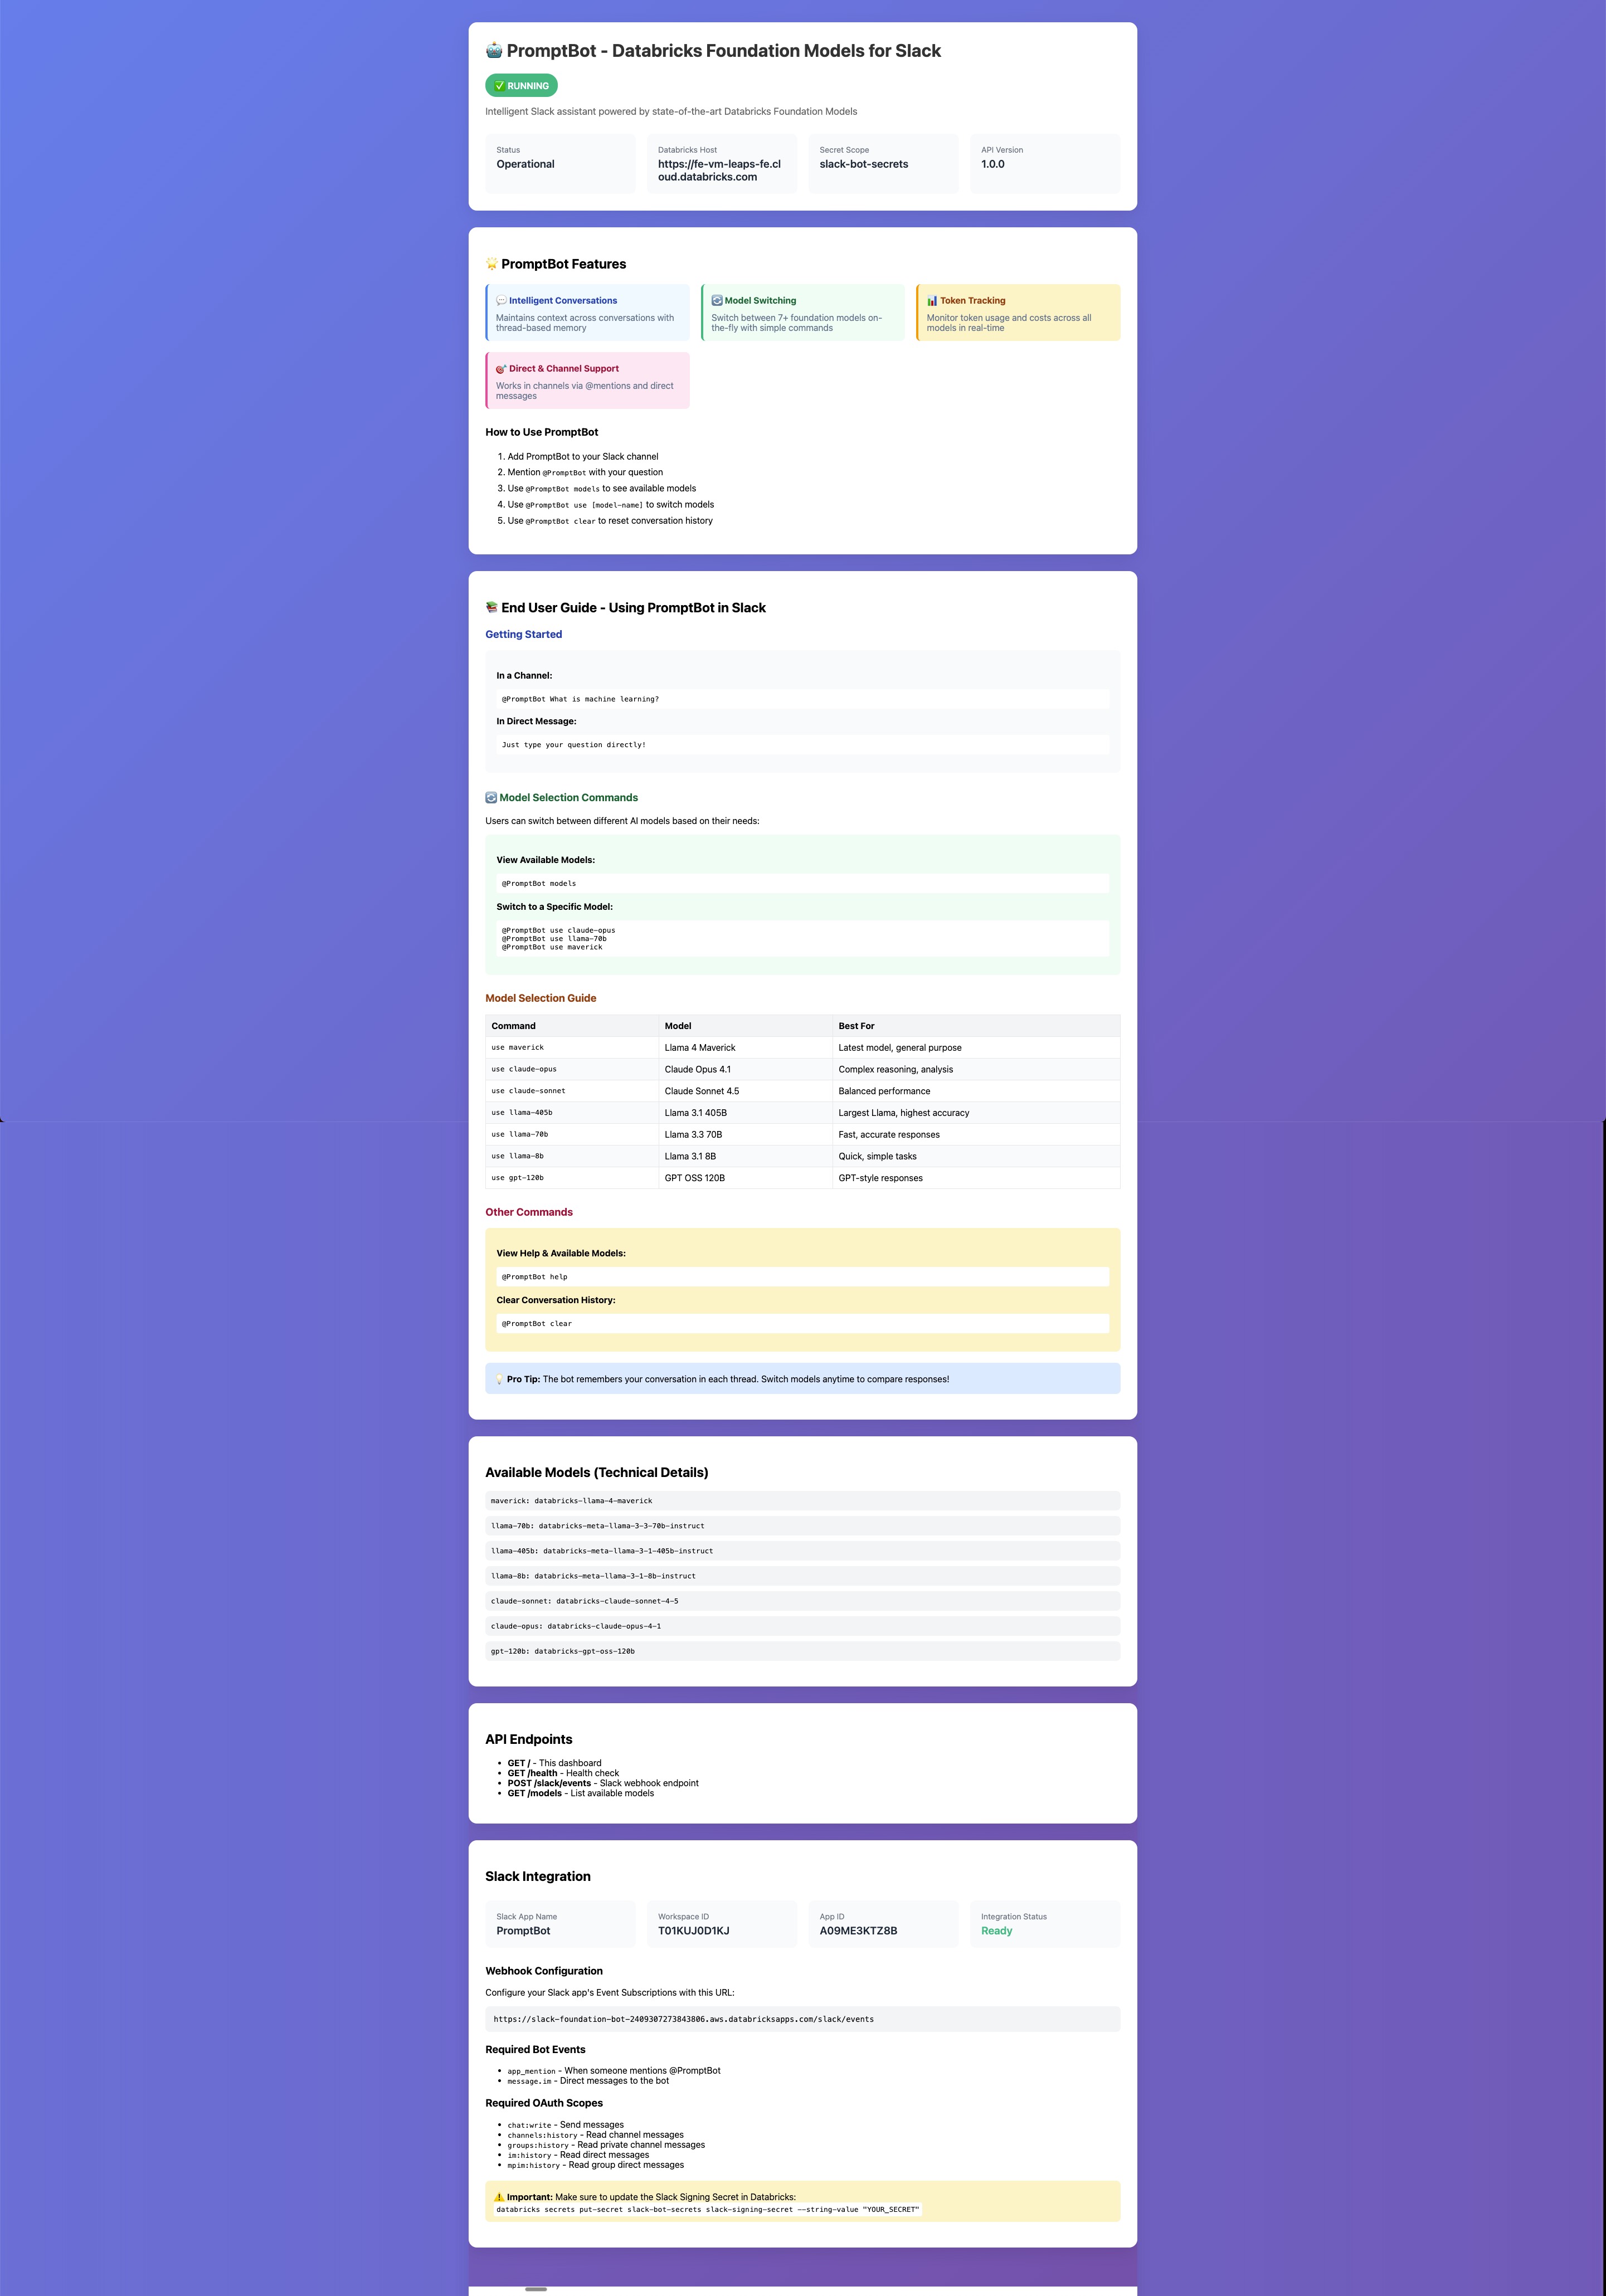 🤖 PromptBot - Databricks Foundation Models for Slack
✅ RUNNING
Intelligent Slack assistant powered by state-of-the-art Databricks Foundation Models
Status
Operational
Databricks Host
https://fe-vm-leaps-fe.cl
oud.databricks.com
Secret Scope
slack-bot-secrets
API Version
1.0.0
🌟 PromptBot Features
💬 Intelligent Conversations
Maintains context across conversations with
thread-based memory
🔄 Model Switching
Switch between 7+ foundation models on-
the-fly with simple commands
📊 Token Tracking
Monitor token usage and costs across all
models in real-time
🎯 Direct & Channel Support
Works in channels via @mentions and direct
messages
How to Use PromptBot
1. Add PromptBot to your Slack channel
2. Mention @PromptBot with your question
3. Use @PromptBot models to see available models
4. Use @PromptBot use [model-name] to switch models
5. Use @PromptBot clear to reset conversation history
📚 End User Guide - Using PromptBot in Slack
Getting Started
In a Channel:
@PromptBot What is machine learning?
In Direct Message:
Just type your question directly!
🔄 Model Selection Commands
Users can switch between different AI models based on their needs:
View Available Models:
@PromptBot models
Switch to a Specific Model:
@PromptBot use claude-opus
@PromptBot use llama-70b
@PromptBot use maverick
Model Selection Guide
Command Model Best For
use maverick Llama 4 Maverick Latest model, general purpose
use claude-opus Claude Opus 4.1 Complex reasoning, analysis
use claude-sonnet Claude Sonnet 4.5 Balanced performance
use llama-405b Llama 3.1 405B Largest Llama, highest accuracy
use llama-70b Llama 3.3 70B Fast, accurate responses
use llama-8b Llama 3.1 8B Quick, simple tasks
use gpt-120b GPT OSS 120B GPT-style responses
Other Commands
View Help & Available Models:
@PromptBot help
Clear Conversation History:
@PromptBot clear
💡 Pro Tip: The bot remembers your conversation in each thread. Switch models anytime to compare responses!
Available Models (Technical Details)
maverick: databricks-llama-4-maverick
llama-70b: databricks-meta-llama-3-3-70b-instruct
llama-405b: databricks-meta-llama-3-1-405b-instruct
llama-8b: databricks-meta-llama-3-1-8b-instruct
claude-sonnet: databricks-claude-sonnet-4-5
claude-opus: databricks-claude-opus-4-1
gpt-120b: databricks-gpt-oss-120b
API Endpoints
• GET / - This dashboard
• GET /health - Health check
• POST /slack/events - Slack webhook endpoint
• GET /models - List available models
Slack Integration
Slack App Name
PromptBot
Workspace ID
T01KUJ0D1KJ
App ID
A09ME3KTZ8B
Integration Status
Ready
Webhook Configuration
Configure your Slack app's Event Subscriptions with this URL:
https://slack-foundation-bot-2409307273843806.aws.databricksapps.com/slack/events
Required Bot Events
• app_mention - When someone mentions @PromptBot
• message.im - Direct messages to the bot
Required OAuth Scopes
• chat:write - Send messages
• channels:history - Read channel messages
• groups:history - Read private channel messages
• im:history - Read direct messages
• mpim:history - Read group direct messages
⚠️ Important: Make sure to update the Slack Signing Secret in Databricks:
databricks secrets put-secret slack-bot-secrets slack-signing-secret --string-value "YOUR_SECRET"